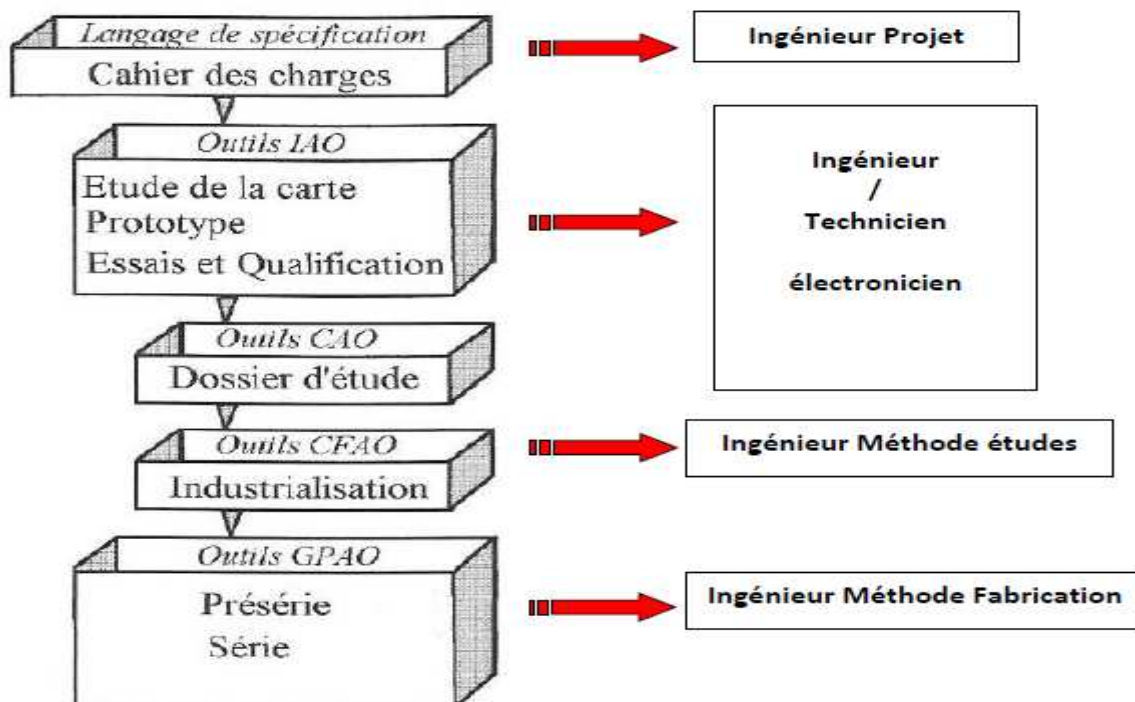 Langage de spécification
Cahier des charges
Ingénieur Projet
Outils IAO
Etude de la carte
Prototype
Essais et Qualification
Ingénieur
/
Technicien
électronicien
Outils CAO
Dossier d'étude
Outils CFAO
Industrialisation
Ingénieur Méthode études
Outils GPAO
Présérie
Série
Ingénieur Méthode Fabrication